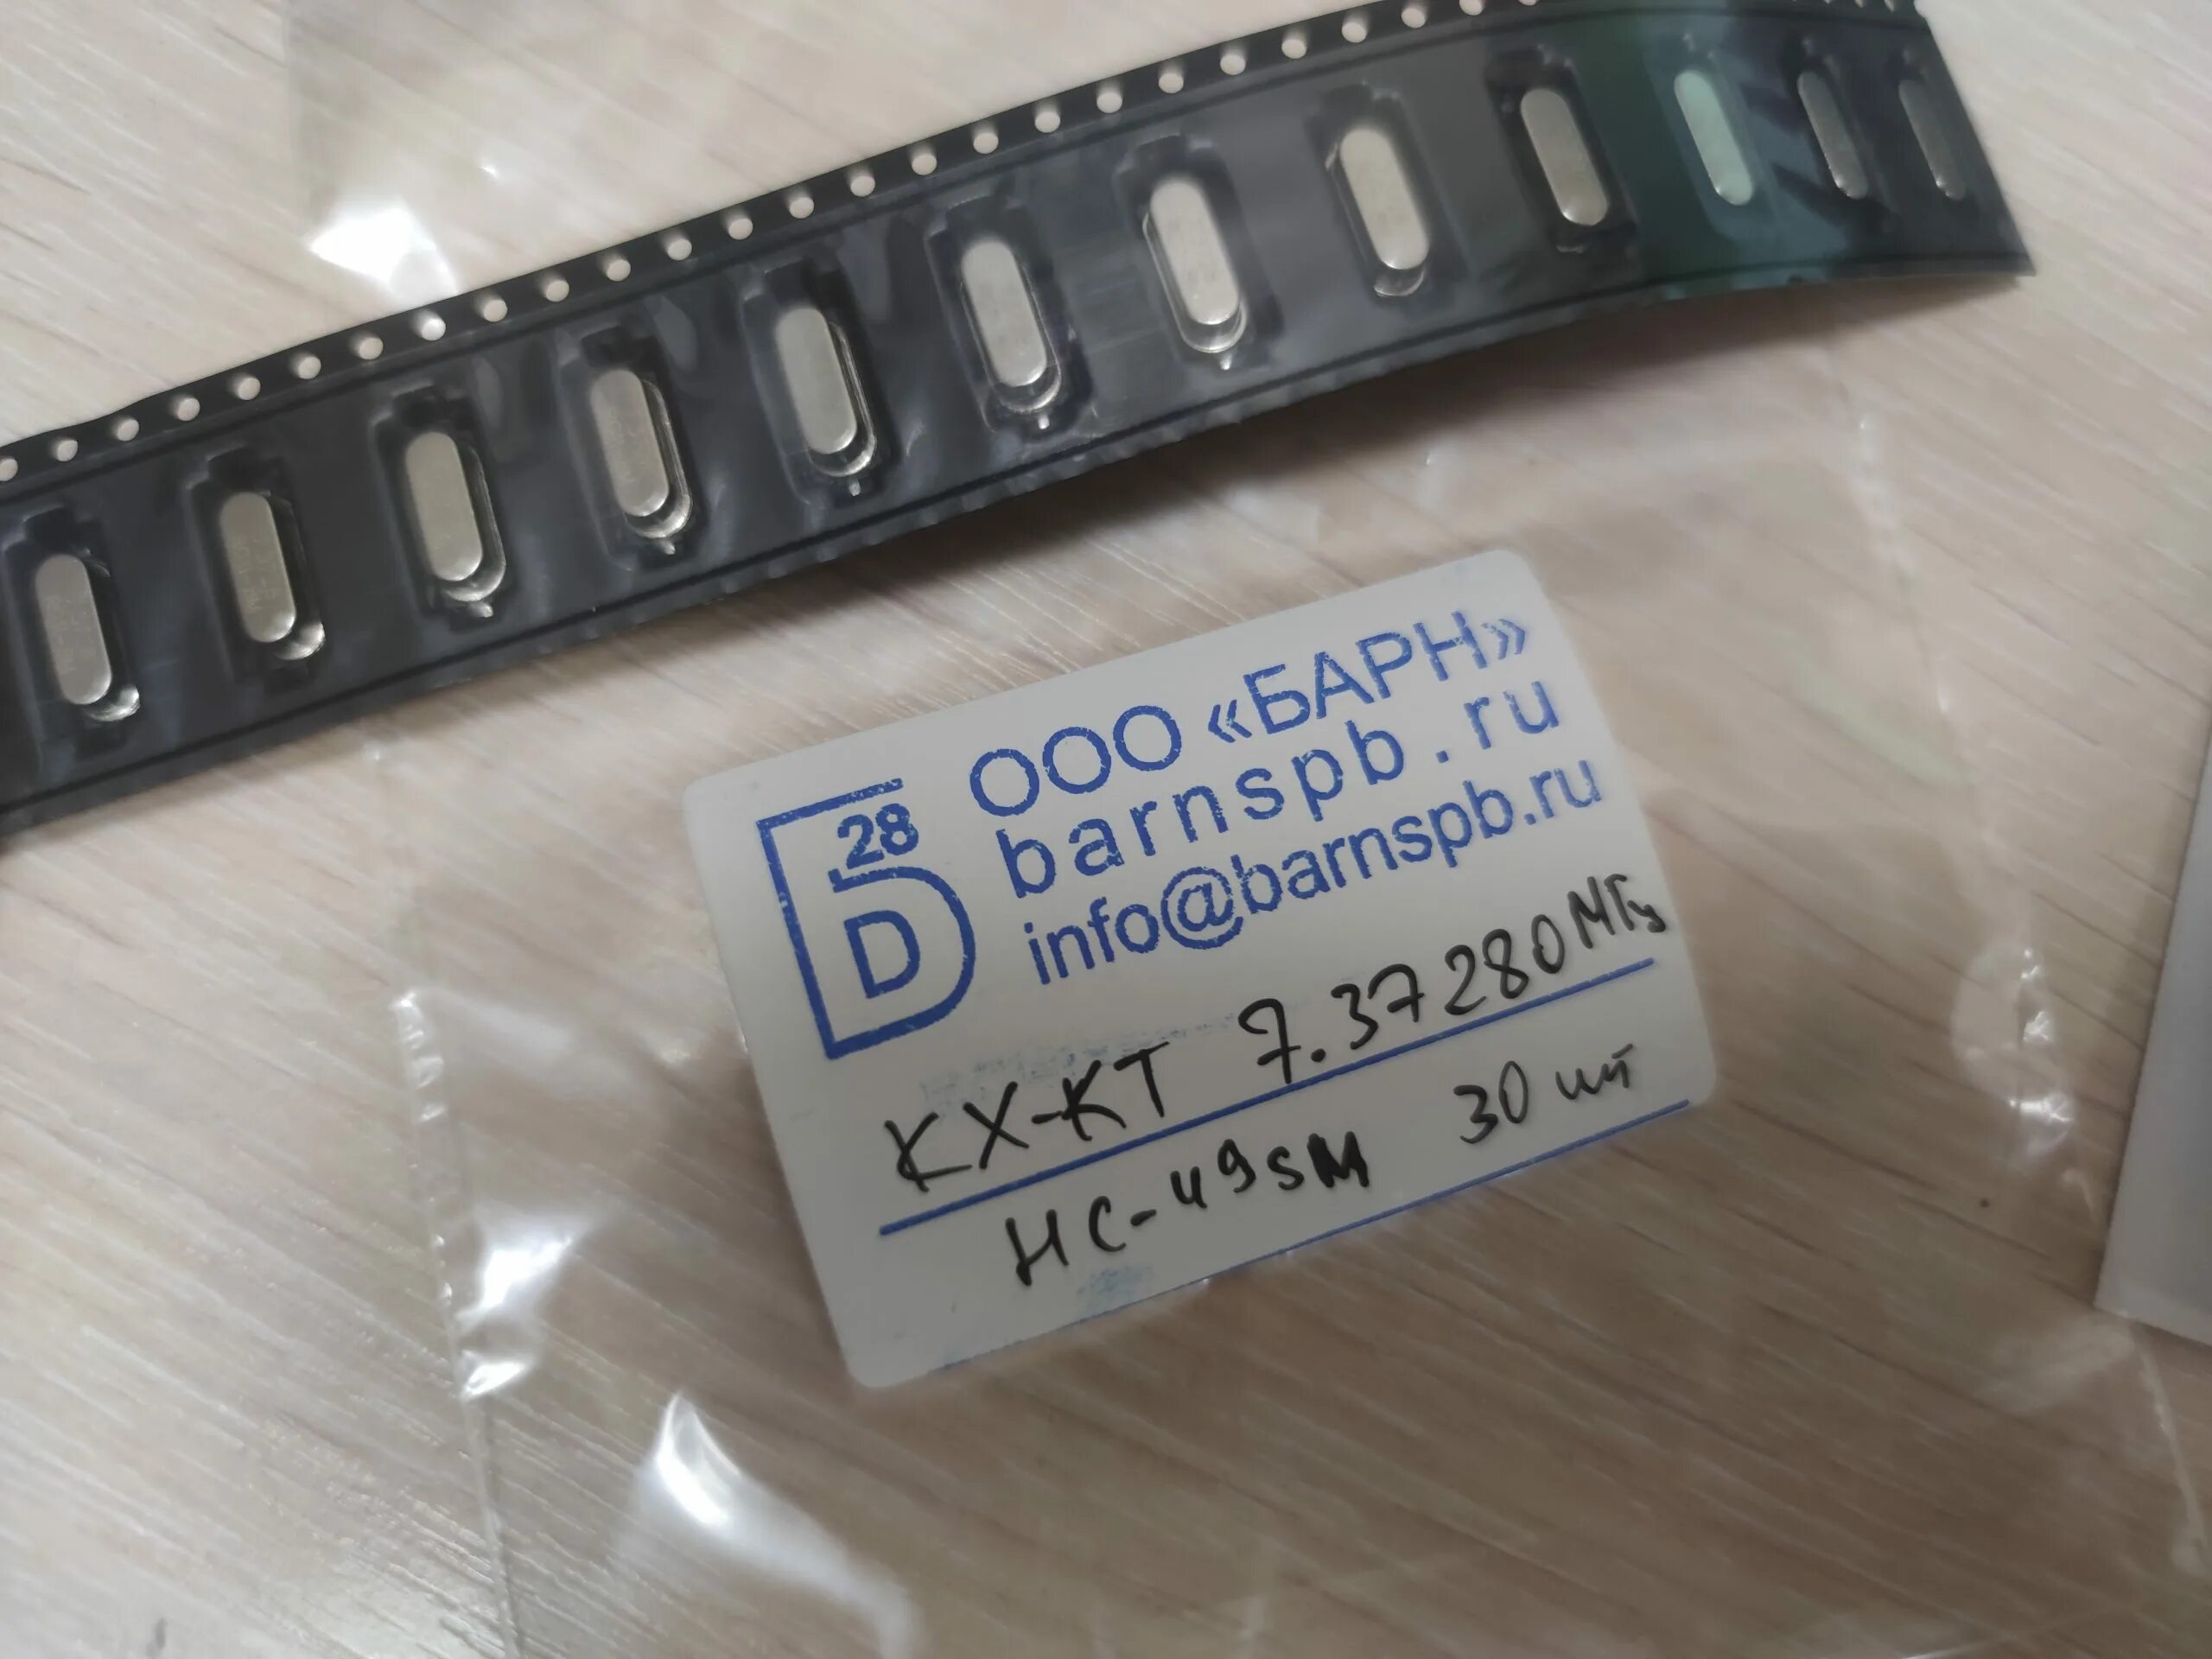 ООО «БАРН»
barnspb.ru
info@barnspb.ru
28
D
KX-KT 7.37280 МГц
HC-49SM 30 шт